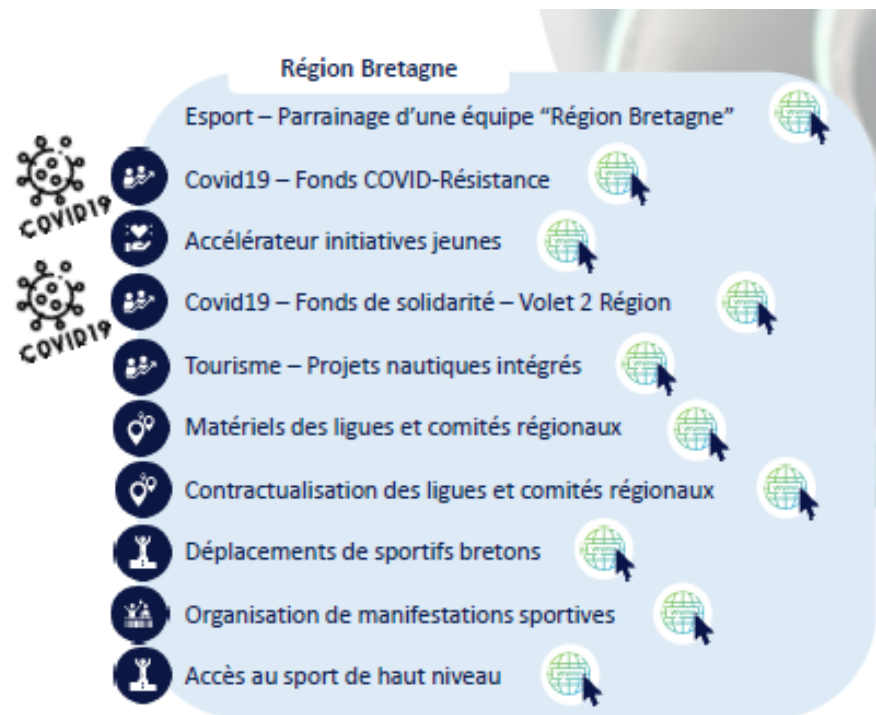 Région Bretagne
Esport – Parrainage d’une équipe “Région Bretagne”
Covid19 – Fonds COVID-Résistance
COVID19
Accélérateur initiatives jeunes
Covid19 – Fonds de solidarité – Volet 2 Région
COVID19
Tourisme – Projets nautiques intégrés
Matériels des ligues et comités régionaux
Contractualisation des ligues et comités régionaux
Déplacements de sportifs bretons
Organisation de manifestations sportives
Accès au sport de haut niveau